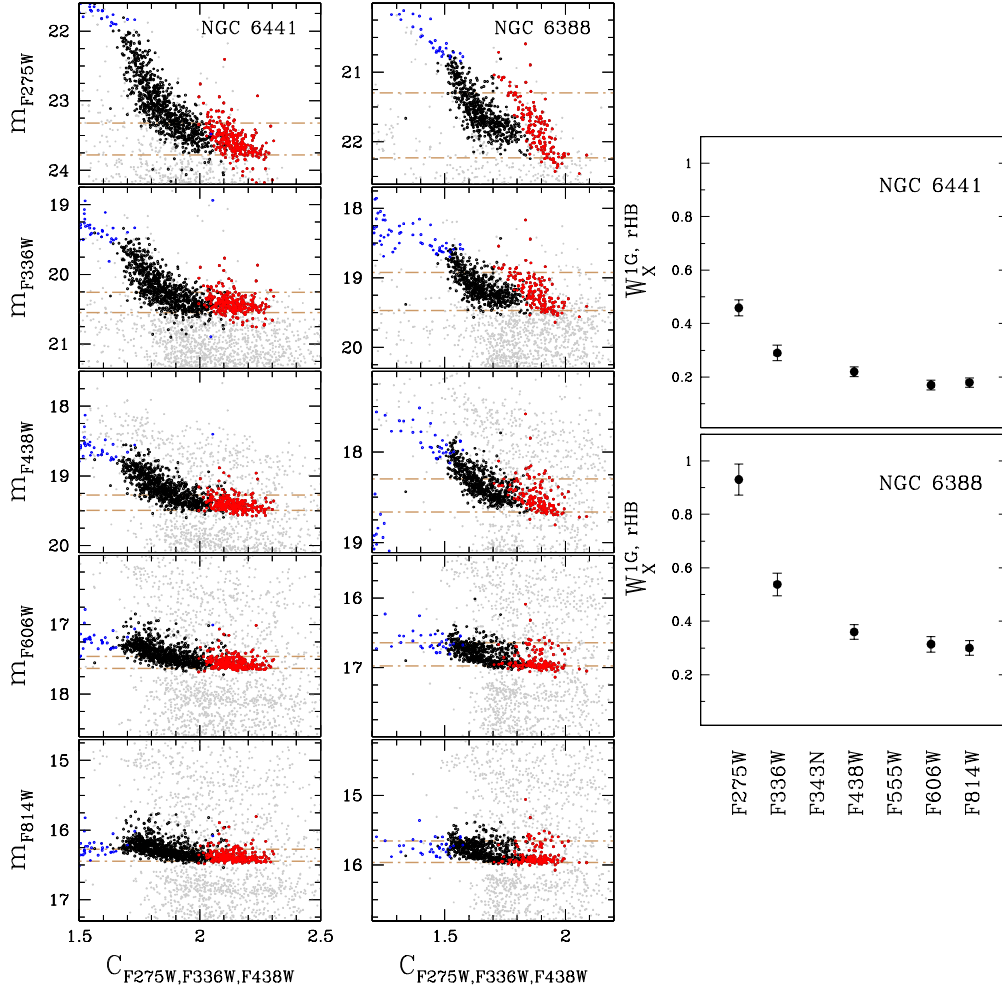 NGC 6441
NGC 6388
m_F275W
22
23
24
21
22
m_F336W
19
20
21
18
19
20
m_F438W
18
19
20
18
19
m_F606W
17
18
16
17
m_F814W
15
16
17
15
16
1.5
2
2.5
1.5
2
C_F275W,F336W,F438W
C_F275W,F336W,F438W
NGC 6441
W_X^1G, rHB
1
0.8
0.6
0.4
0.2
NGC 6388
W_X^1G, rHB
1
0.8
0.6
0.4
0.2
F275W
F336W
F343N
F438W
F555W
F606W
F814W